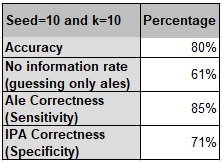 Seed=10 and k=10 Percentage
Accuracy 80%
No information rate
(guessing only ales) 61%
Ale Correctness
(Sensitivity) 85%
IPA Correctness
(Specificity) 71%